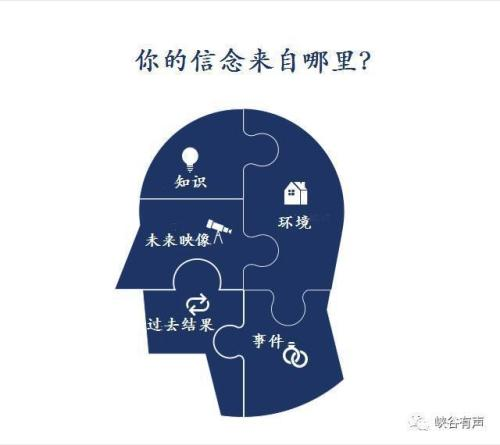 你的信念来自哪里?
知识
环境
未来映像
过去结果
事件
峡谷有声